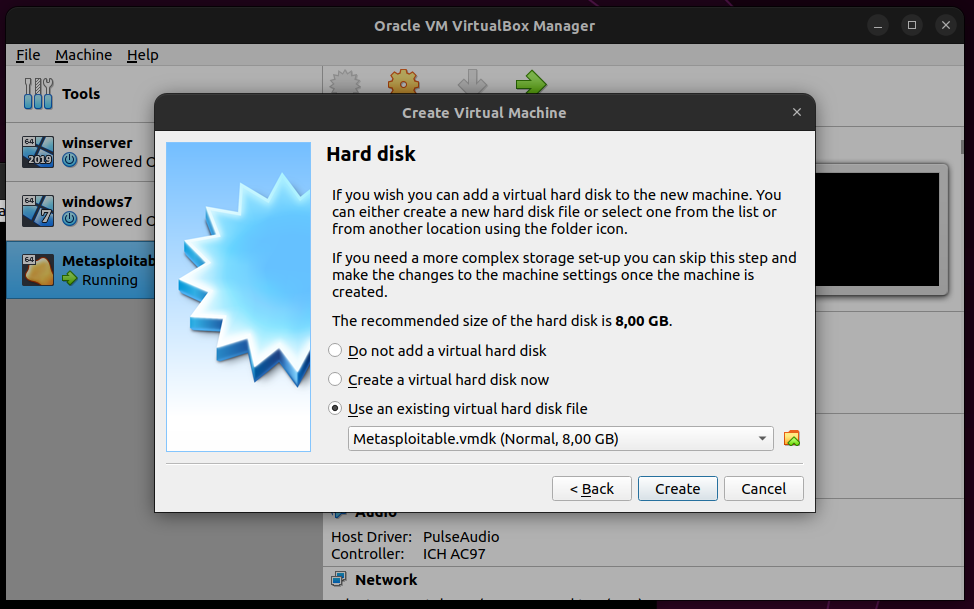 Oracle VM VirtualBox Manager
File Machine Help
Tools
64
2019
winserver
Powered
64
7
windows7
Powered
64
Metasploitab
Running
Create Virtual Machine
Hard disk
If you wish you can add a virtual hard disk to the new machine. You
can either create a new hard disk file or select one from the list or
from another location using the folder icon.
If you need a more complex storage set-up you can skip this step and
make the changes to the machine settings once the machine is
created.
The recommended size of the hard disk is 8,00 GB.
Do not add a virtual hard disk
Create a virtual hard disk now
Use an existing virtual hard disk file
Metasploitable.vmdk (Normal, 8,00 GB)
< Back Create Cancel
Audio
Host Driver: PulseAudio
Controller: ICH AC97
Network